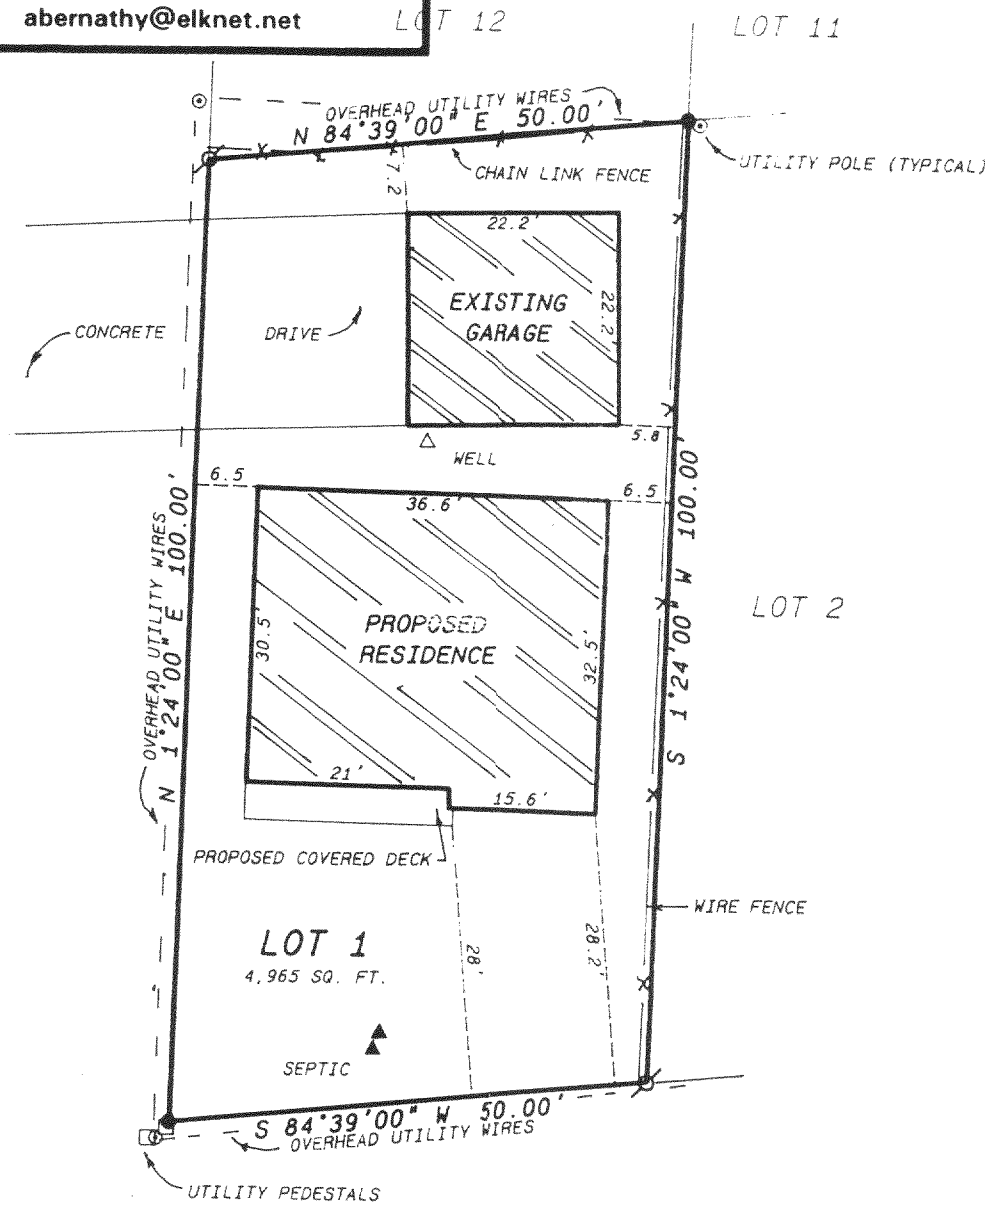 abernathy@elknet.net
LOT 12
LOT 11
OVERHEAD UTILITY WIRES
N 84°39'00" E 50.00'
UTILITY POLE (TYPICAL)
CHAIN LINK FENCE
7.2
22.2'
EXISTING
GARAGE
22.2'
CONCRETE
DRIVE
5.8
WELL
6.5
36.6'
6.5
OVERHEAD UTILITY WIRES
N 1°24'00" E 100.00'
S 1°24'00" W 100.00'
LOT 2
PROPOSED
RESIDENCE
30.5'
32.5'
21'
15.6'
PROPOSED COVERED DECK
WIRE FENCE
LOT 1
4,965 SQ. FT.
28'
28.2'
SEPTIC
S 84°39'00" W 50.00'
OVERHEAD UTILITY WIRES
UTILITY PEDESTALS